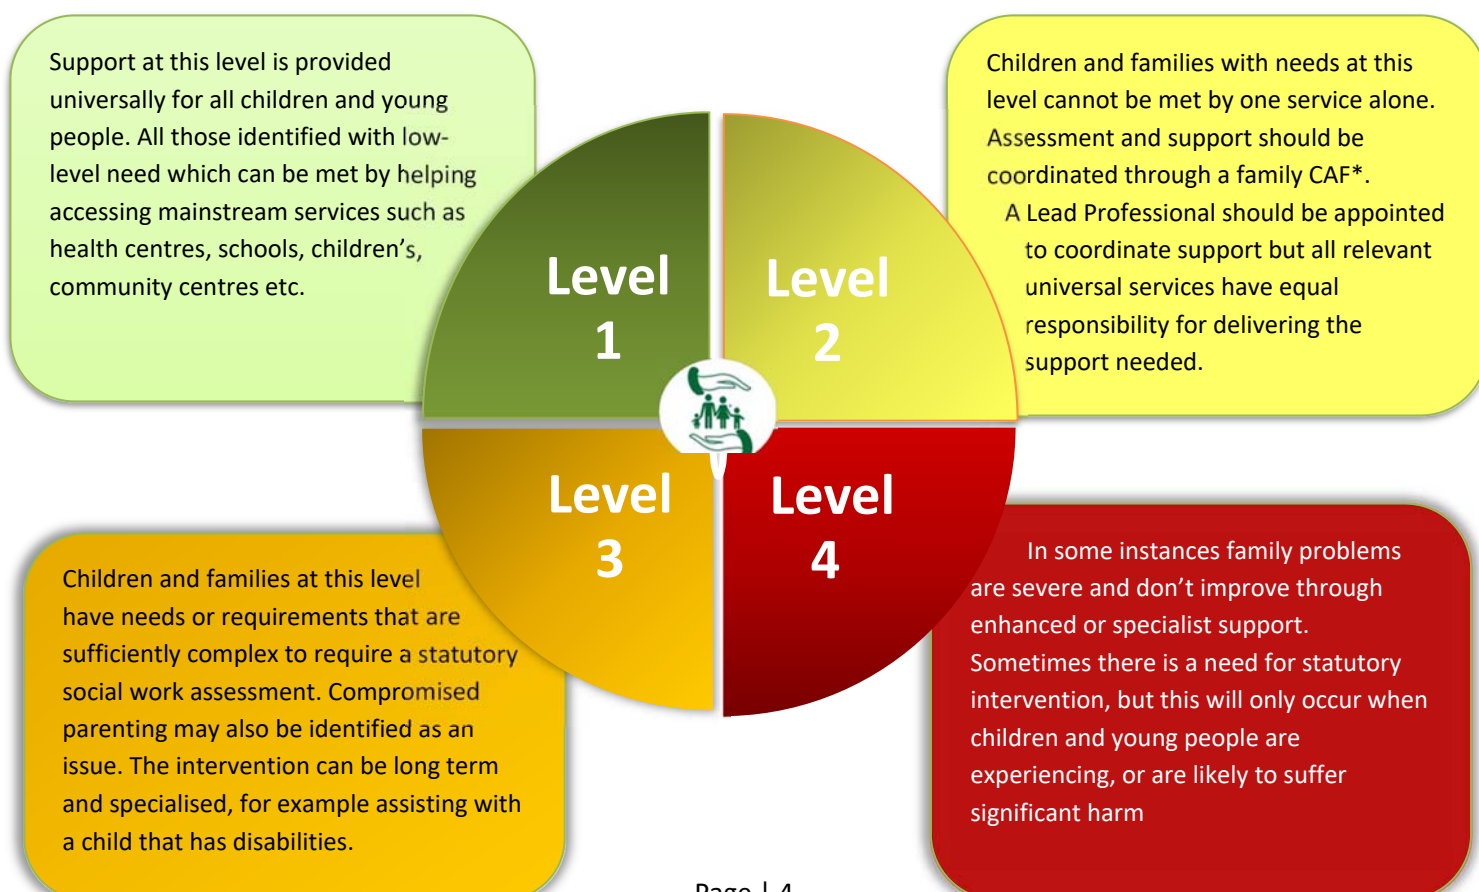 Support at this level is provided
universally for all children and young
people. All those identified with low-
level need which can be met by helping
accessing mainstream services such as
health centres, schools, children’s,
community centres etc.
Children and families with needs at this
level cannot be met by one service alone.
Assessment and support should be
coordinated through a family CAF*.
A Lead Professional should be appointed
to coordinate support but all relevant
universal services have equal
responsibility for delivering the
support needed.
Level
1
Level
2
Level
3
Level
4
Children and families at this level
have needs or requirements that are
sufficiently complex to require a statutory
social work assessment. Compromised
parenting may also be identified as an
issue. The intervention can be long term
and specialised, for example assisting with
a child that has disabilities.
In some instances family problems
are severe and don’t improve through
enhanced or specialist support.
Sometimes there is a need for statutory
intervention, but this will only occur when
children and young people are
experiencing, or are likely to suffer
significant harm
Page | 4